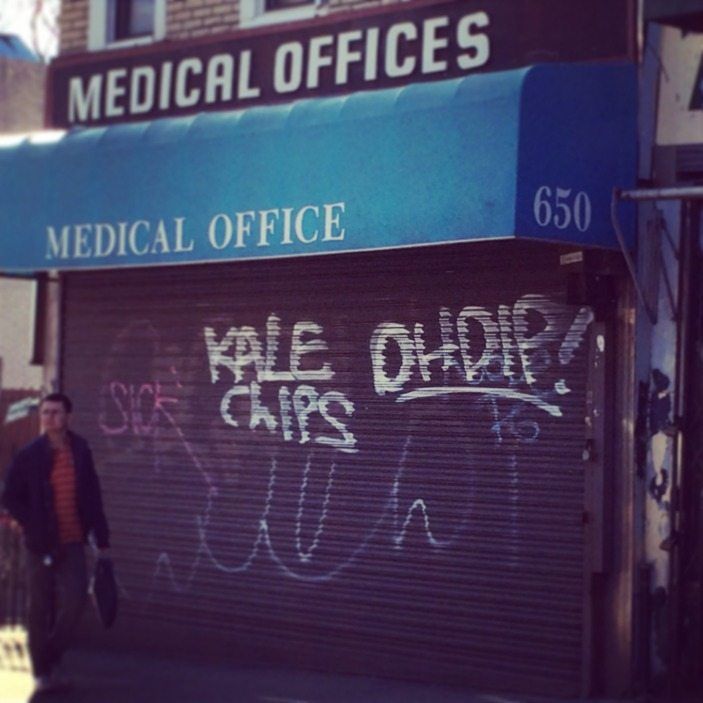 MEDICAL OFFICES
MEDICAL OFFICE
650
KALE
CHIPS
OHDIP!
SICK